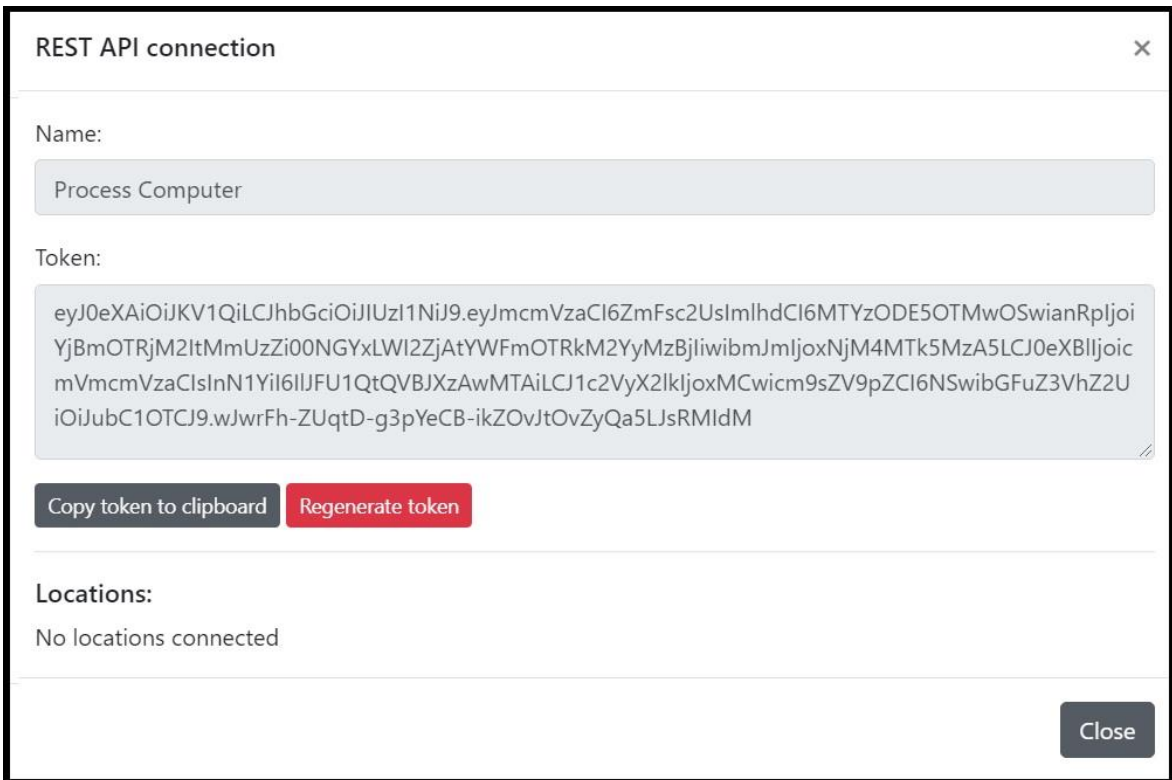 REST API connection
×
Name:
Process Computer
Token:
eyJ0eXAiOiJKV1QiLCJhbGciOiJIUzI1NiJ9.eyJmcmVzaCI6ZmFsc2UsImlhdCI6MTYzODE5OTMwOSwianRpIjoi
YjBmOTRjM2ItMmUzZi00NGYxLWI2ZjAtYWFmOTRkM2YyMzBjIiwibmJmIjoxNjM4MTk5MzA5LCJ0eXBlIjoic
mVmcmVzaCIsInN1YiI6IlJFU1QtQVBJXzAwMTAiLCJ1c2VyX2lkIjoxMCwicm9sZV9pZCI6NSwibGFuZ3VhZ2U
iOiJubC1OTCJ9.wJwrFh-ZUqtD-g3pYeCB-ikZOvJtOvZyQa5LJsRMIdM
Copy token to clipboard Regenerate token
Locations:
No locations connected
Close